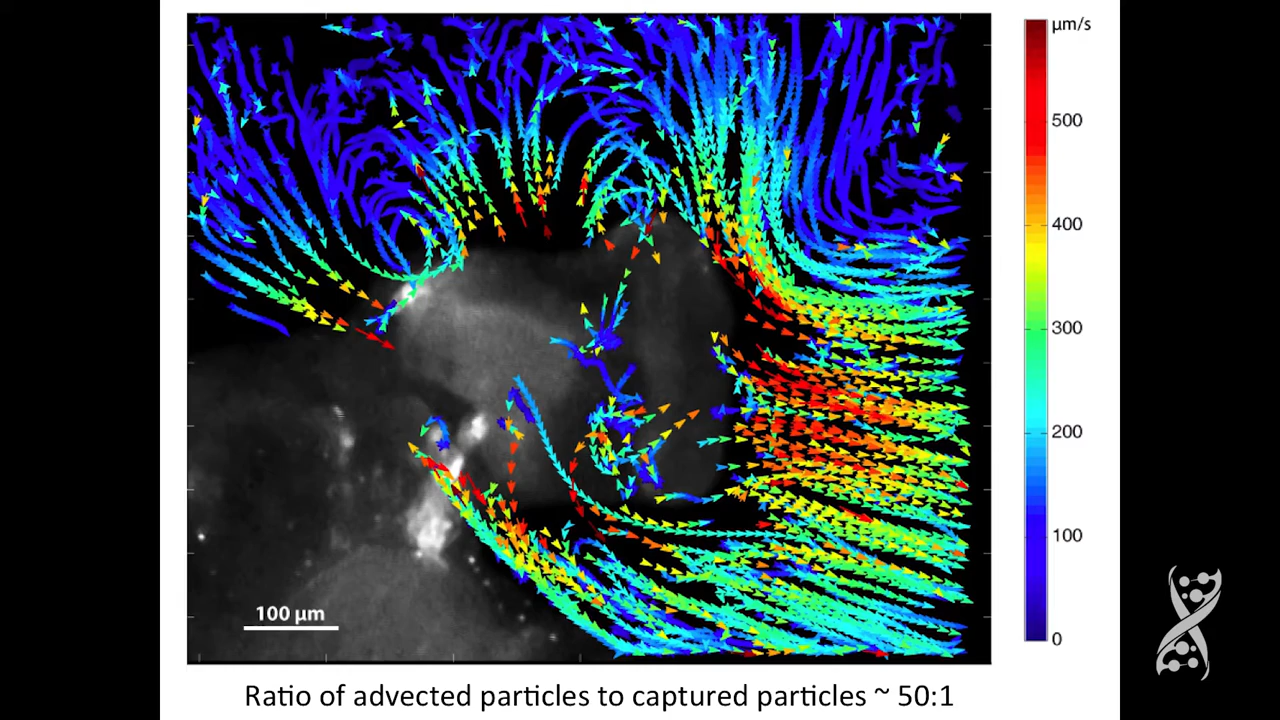 μm/s
500
400
300
200
100
0
100 μm
Ratio of advected particles to captured particles ~ 50:1